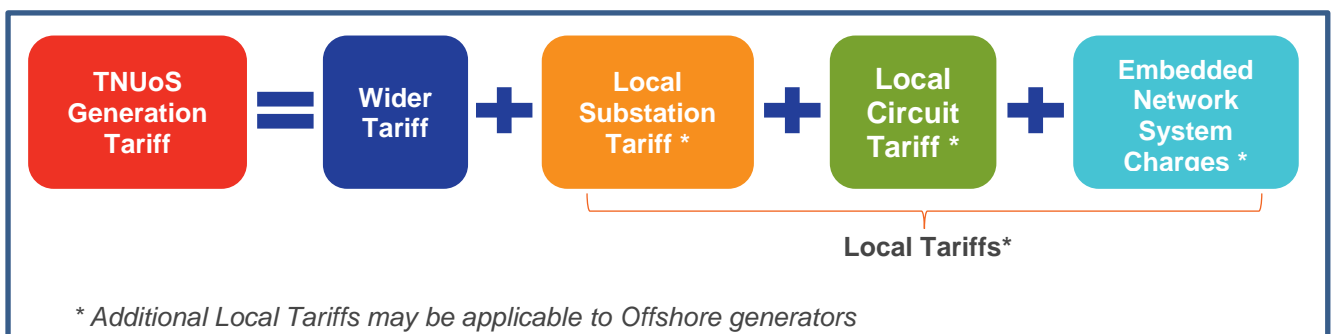 TNUoS
Generation
Tariff
=
Wider
Tariff
+
Local
Substation
Tariff *
+
Local
Circuit
Tariff *
+
Embedded
Network
System
Charges *
Local Tariffs*
* Additional Local Tariffs may be applicable to Offshore generators